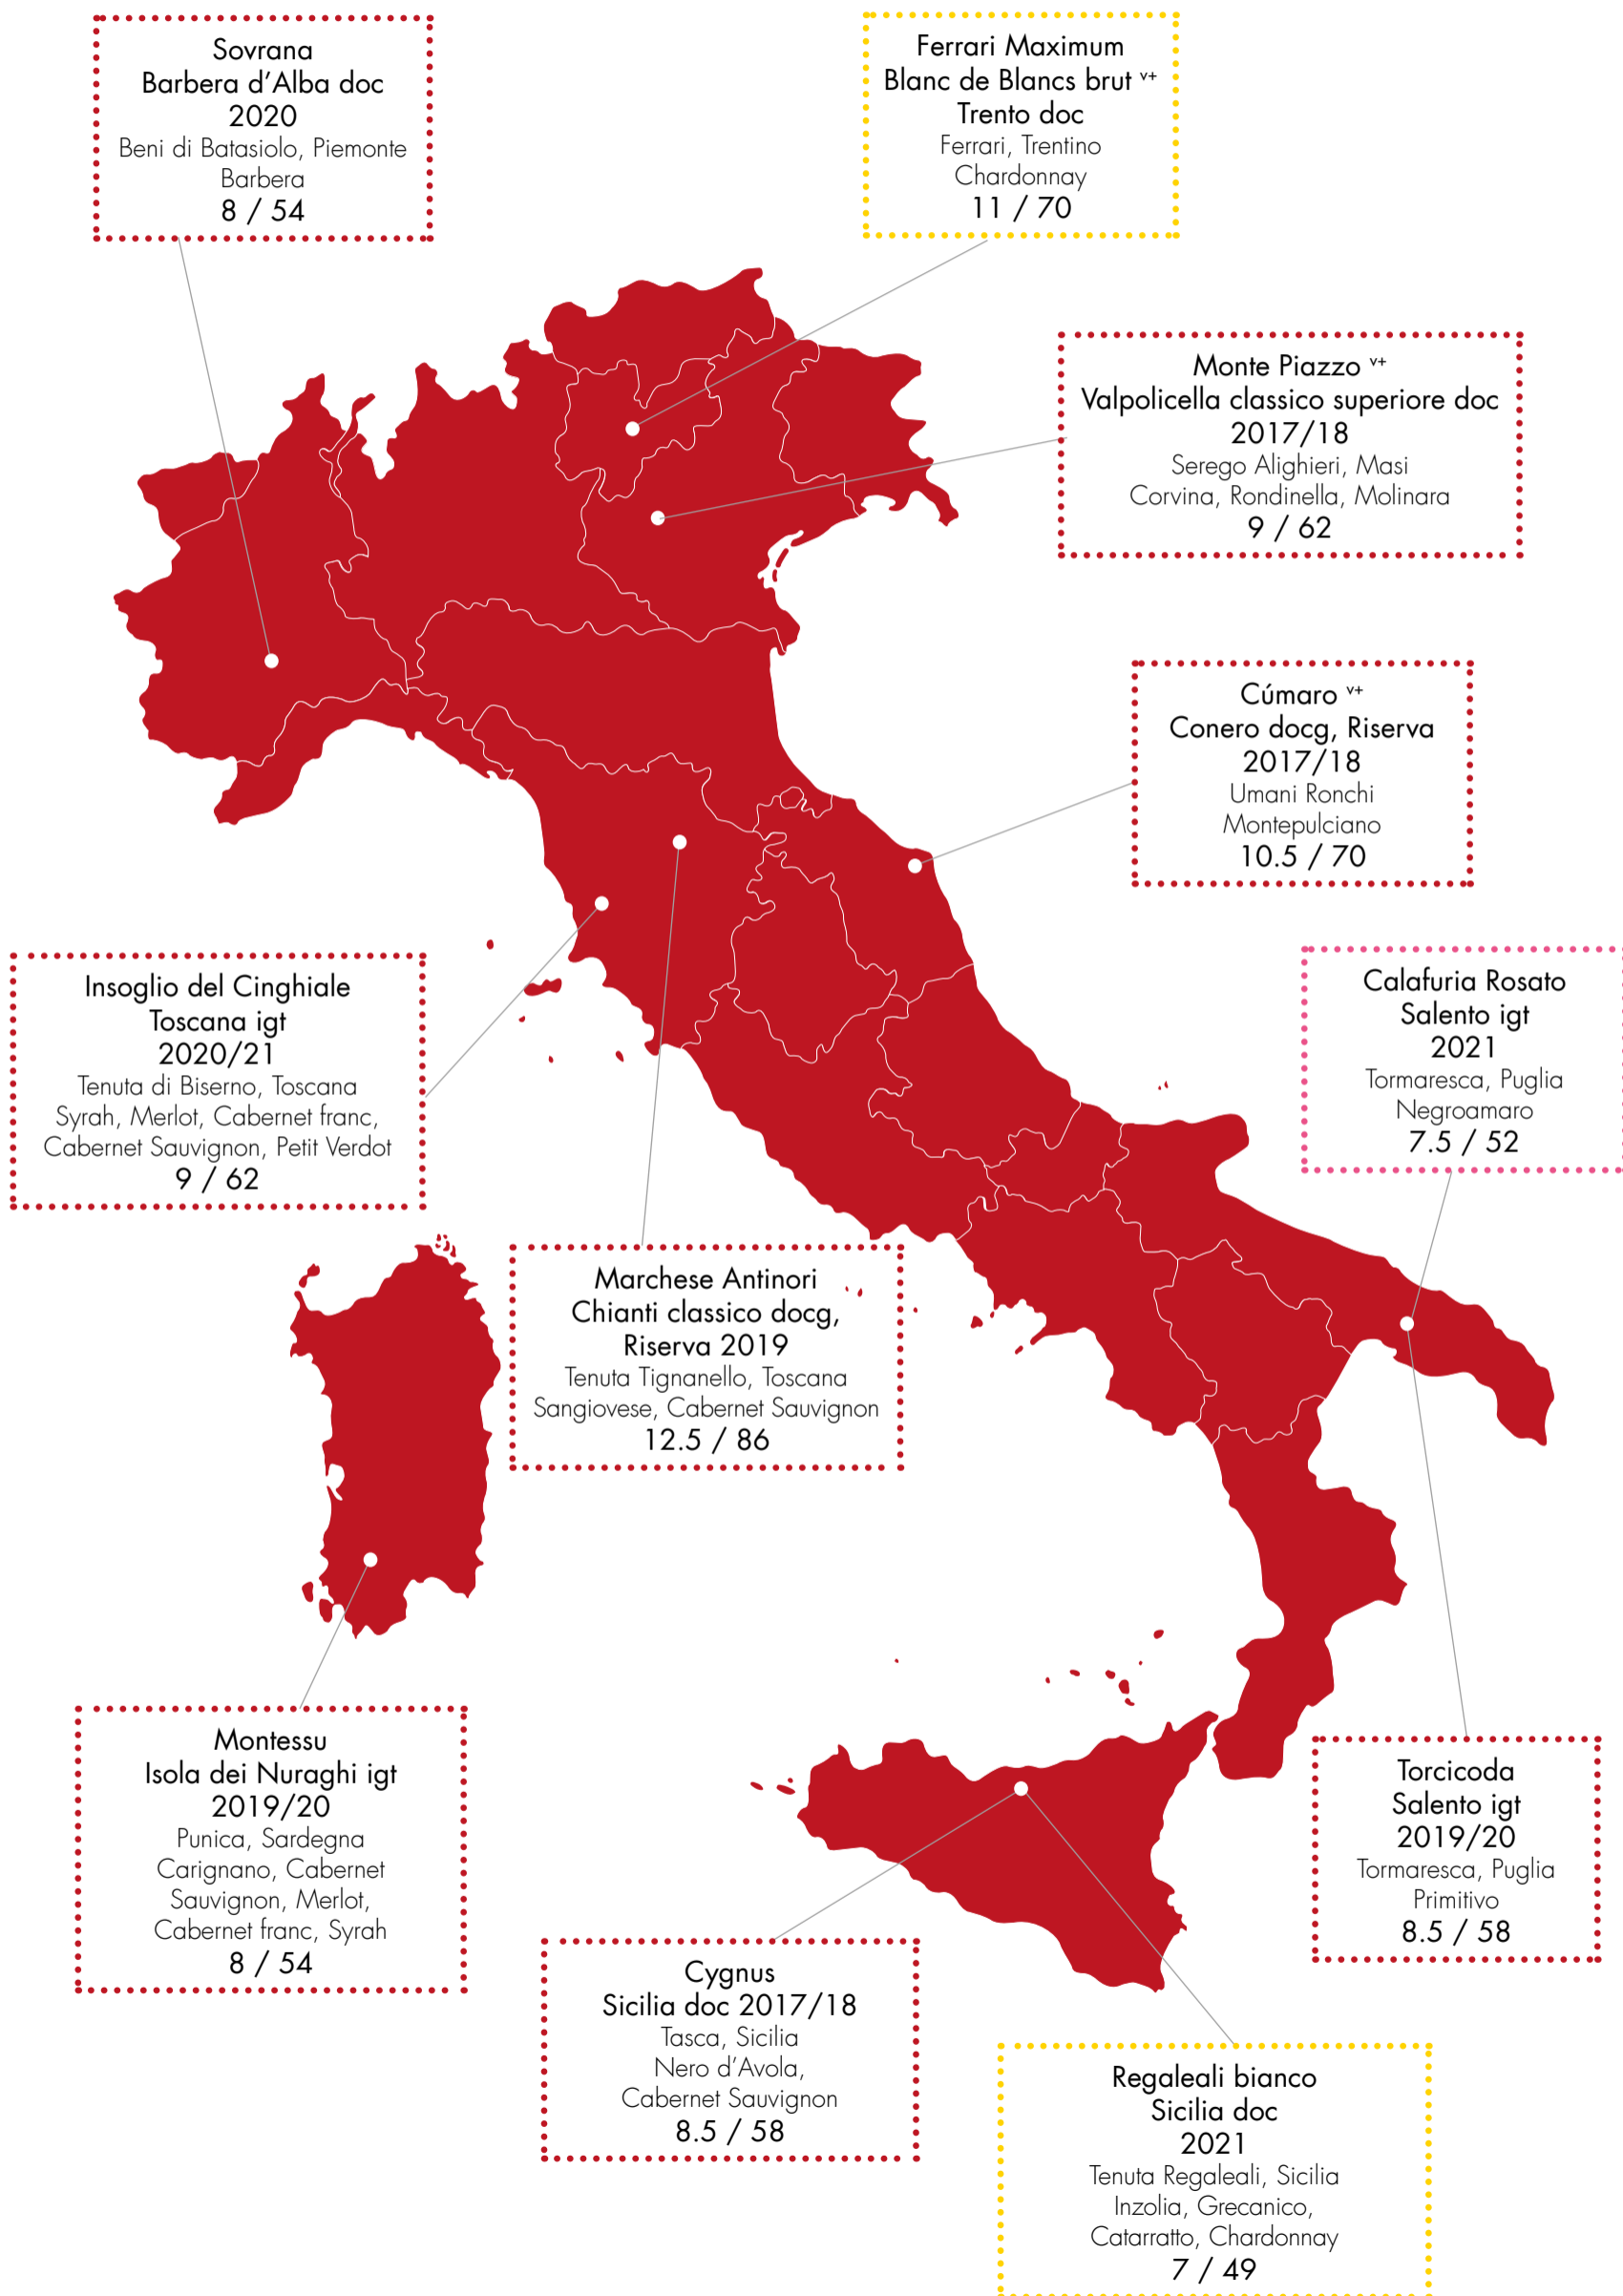 Sovrana
Barbera d'Alba doc
2020
Beni di Batasiolo, Piemonte
Barbera
8 / 54
Ferrari Maximum
Blanc de Blancs brut v+
Trento doc
Ferrari, Trentino
Chardonnay
11 / 70
Monte Piazzo v+
Valpolicella classico superiore doc
2017/18
Serego Alighieri, Masi
Corvina, Rondinella, Molinara
9 / 62
Cúmaro v+
Conero docg, Riserva
2017/18
Umani Ronchi
Montepulciano
10.5 / 70
Insoglio del Cinghiale
Toscana igt
2020/21
Tenuta di Biserno, Toscana
Syrah, Merlot, Cabernet franc,
Cabernet Sauvignon, Petit Verdot
9 / 62
Calafuria Rosato
Salento igt
2021
Tormaresca, Puglia
Negroamaro
7.5 / 52
Marchese Antinori
Chianti classico docg,
Riserva 2019
Tenuta Tignanello, Toscana
Sangiovese, Cabernet Sauvignon
12.5 / 86
Montessu
Isola dei Nuraghi igt
2019/20
Punica, Sardegna
Carignano, Cabernet
Sauvignon, Merlot,
Cabernet franc, Syrah
8 / 54
Torcicoda
Salento igt
2019/20
Tormaresca, Puglia
Primitivo
8.5 / 58
Cygnus
Sicilia doc 2017/18
Tasca, Sicilia
Nero d'Avola,
Cabernet Sauvignon
8.5 / 58
Regaleali bianco
Sicilia doc
2021
Tenuta Regaleali, Sicilia
Inzolia, Grecanico,
Catarratto, Chardonnay
7 / 49